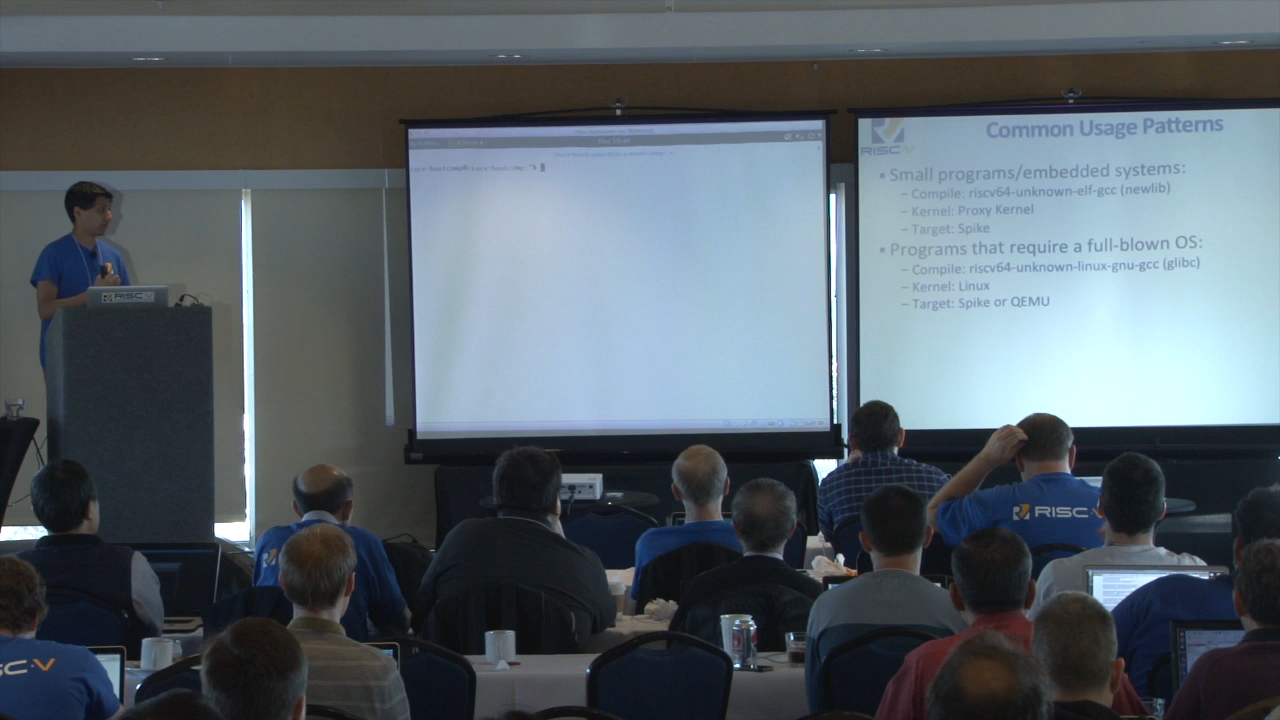 RISC-V
Common Usage Patterns
▪ Small programs/embedded systems:
– Compile: riscv64-unknown-elf-gcc (newlib)
– Kernel: Proxy Kernel
– Target: Spike
▪ Programs that require a full-blown OS:
– Compile: riscv64-unknown-linux-gnu-gcc (glibc)
– Kernel: Linux
– Target: Spike or QEMU
RISC
RISC
SC-V